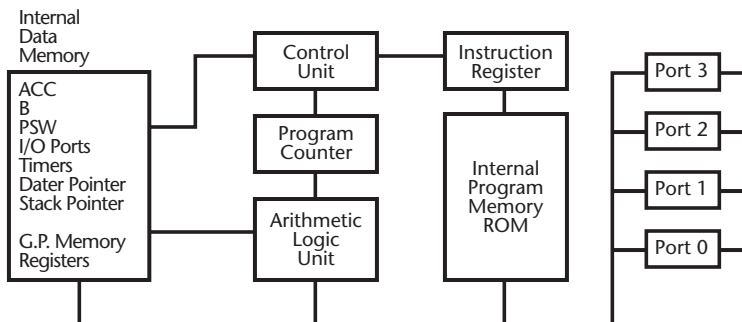 Internal
Data
Memory
ACC
B
PSW
I/O Ports
Timers
Dater Pointer
Stack Pointer
G.P. Memory
Registers
Control
Unit
Program
Counter
Arithmetic
Logic
Unit
Instruction
Register
Internal
Program
Memory
ROM
Port 3
Port 2
Port 1
Port 0